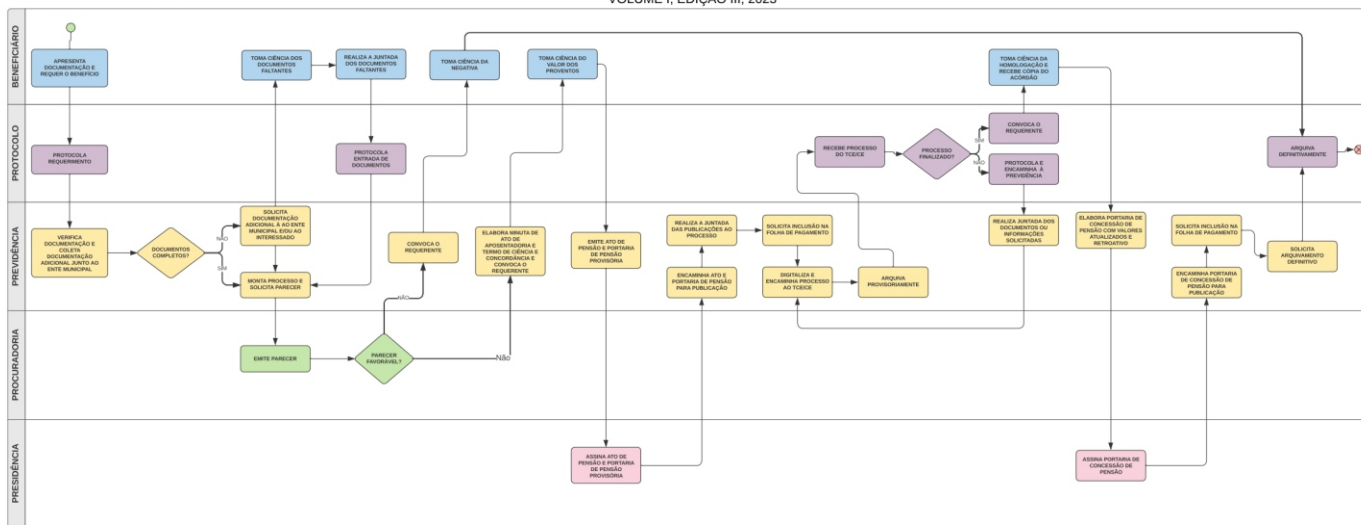 VOLUME I, EDIÇÃO III, 2023
BENEFICIÁRIO
APRESENTA
DOCUMENTAÇÃO E
REQUER O BENEFÍCIO
TOMA CIÊNCIA DOS
DOCUMENTOS
FALTANTES
REALIZA A JUNTADA
DOS DOCUMENTOS
FALTANTES
TOMA CIÊNCIA DA
NEGATIVA
TOMA CIÊNCIA DO
VALOR DOS
PROVENTOS
TOMA CIÊNCIA DA
HOMOLOGAÇÃO E
RECEBE CÓPIA DO
ACÓRDÃO
PROTOCOLO
PROTOCOLA
REQUERIMENTO
PROTOCOLA
ENTRADA DE
DOCUMENTOS
RECEBE PROCESSO
DO TCE/CE
PROCESSO
FINALIZADO?
SIM
NÃO
CONVOCA O
REQUERENTE
PROTOCOLA E
ENCAMINHA À
PREVIDÊNCIA
ARQUIVA
DEFINITIVAMENTE
PREVIDÊNCIA
VERIFICA
DOCUMENTAÇÃO E
COLETA
DOCUMENTAÇÃO
ADICIONAL JUNTO AO
ENTE MUNICIPAL
DOCUMENTOS
COMPLETOS?
NÃO
SIM
SOLICITA
DOCUMENTAÇÃO
ADICIONAL À AO ENTE
MUNICIPAL E/OU AO
INTERESSADO
MONTA PROCESSO E
SOLICITA PARECER
CONVOCA O
REQUERENTE
NÃO
ELABORA MINUTA DE
ATO DE
APOSENTADORIA E
TERMO DE CIÊNCIA E
CONCORDÂNCIA E
CONVOCA O
REQUERENTE
EMITE ATO DE
PENSÃO E PORTARIA
DE PENSÃO
PROVISÓRIA
REALIZA A JUNTADA
DAS PUBLICAÇÕES AO
PROCESSO
ENCAMINHA ATO E
PORTARIA DE PENSÃO
PARA PUBLICAÇÃO
SOLICITA INCLUSÃO NA
FOLHA DE PAGAMENTO
DIGITALIZA E
ENCAMINHA PROCESSO
AO TCE/CE
ARQUIVA
PROVISORIAMENTE
REALIZA JUNTADA DOS
DOCUMENTOS OU
INFORMAÇÕES
SOLICITADAS
ELABORA PORTARIA DE
CONCESSÃO DE
PENSÃO COM VALORES
ATUALIZADOS E
RETROATIVO
SOLICITA INCLUSÃO NA
FOLHA DE PAGAMENTO
ENCAMINHA PORTARIA
DE CONCESSÃO DE
PENSÃO PARA
PUBLICAÇÃO
SOLICITA
ARQUIVAMENTO
DEFINITIVO
PROCURADORIA
EMITE PARECER
PARECER
FAVORÁVEL?
Não
PRESIDÊNCIA
ASSINA ATO DE
PENSÃO E PORTARIA
DE PENSÃO
PROVISÓRIA
ASSINA PORTARIA DE
CONCESSÃO DE
PENSÃO